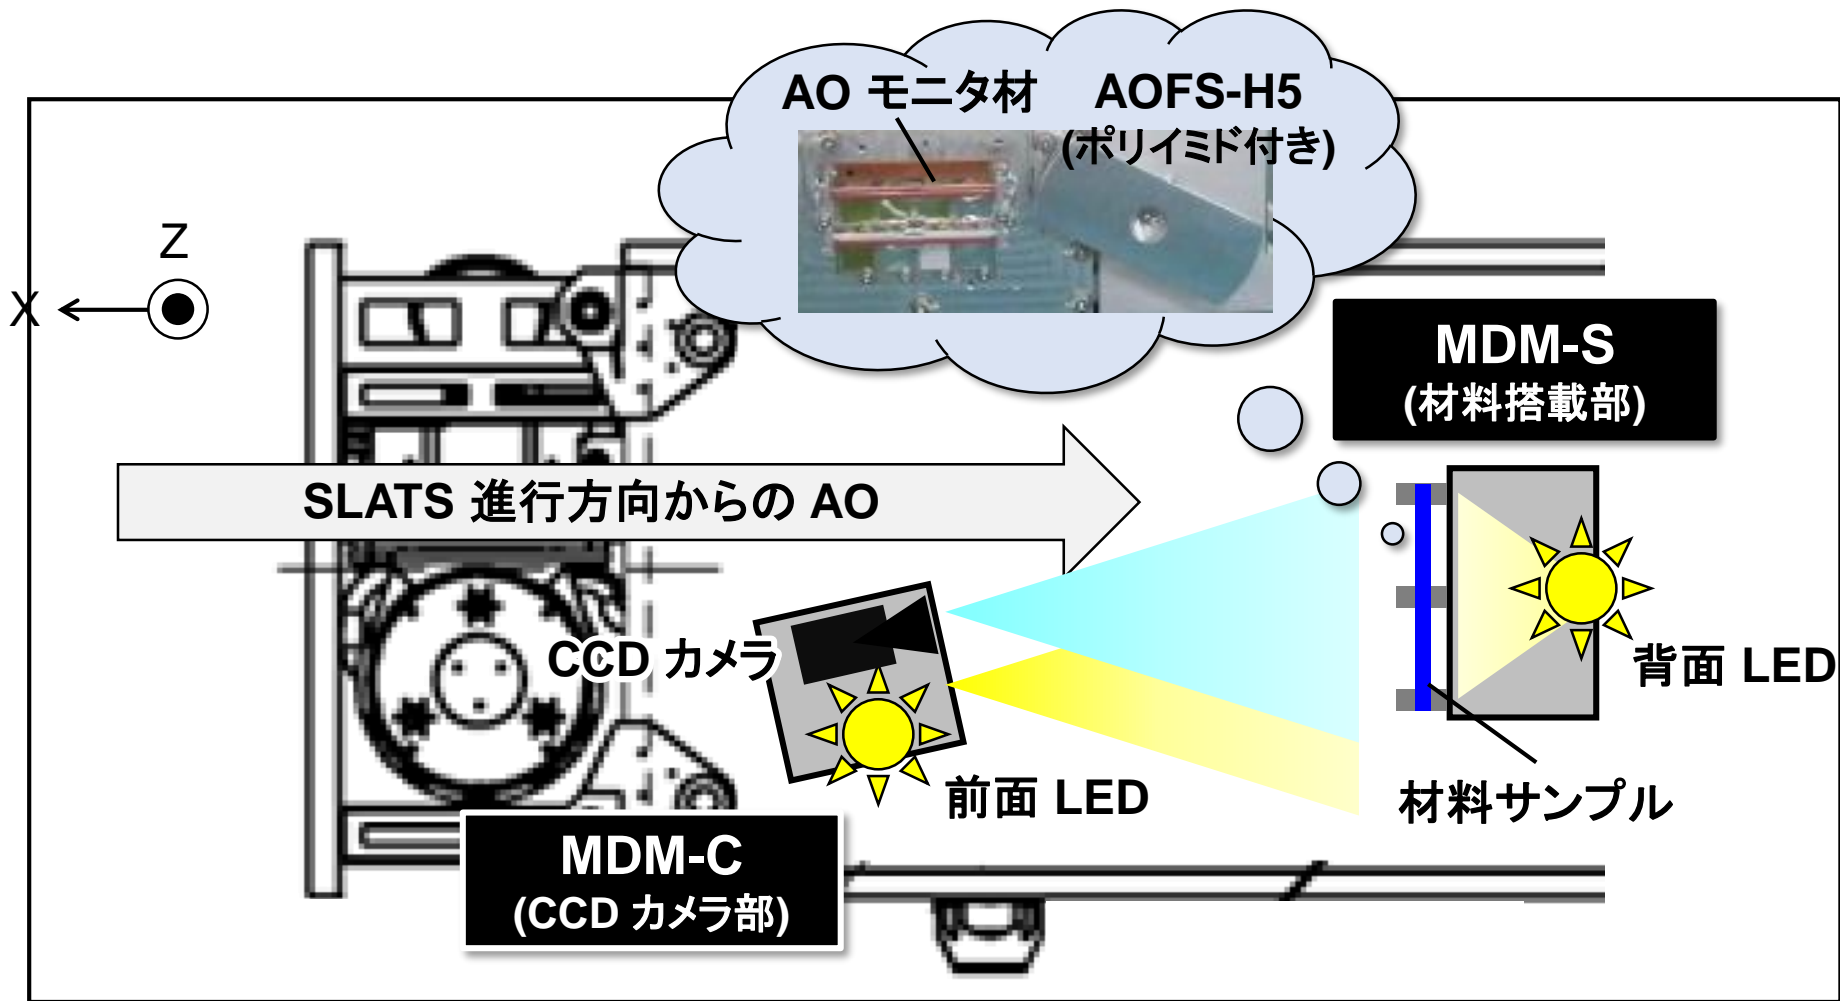 AO モニタ材
AOFS-H5
(ポリイミド付き)
Z
X
MDM-S
(材料搭載部)
SLATS 進行方向からの AO
CCD カメラ
背面 LED
前面 LED
材料サンプル
MDM-C
(CCD カメラ部)